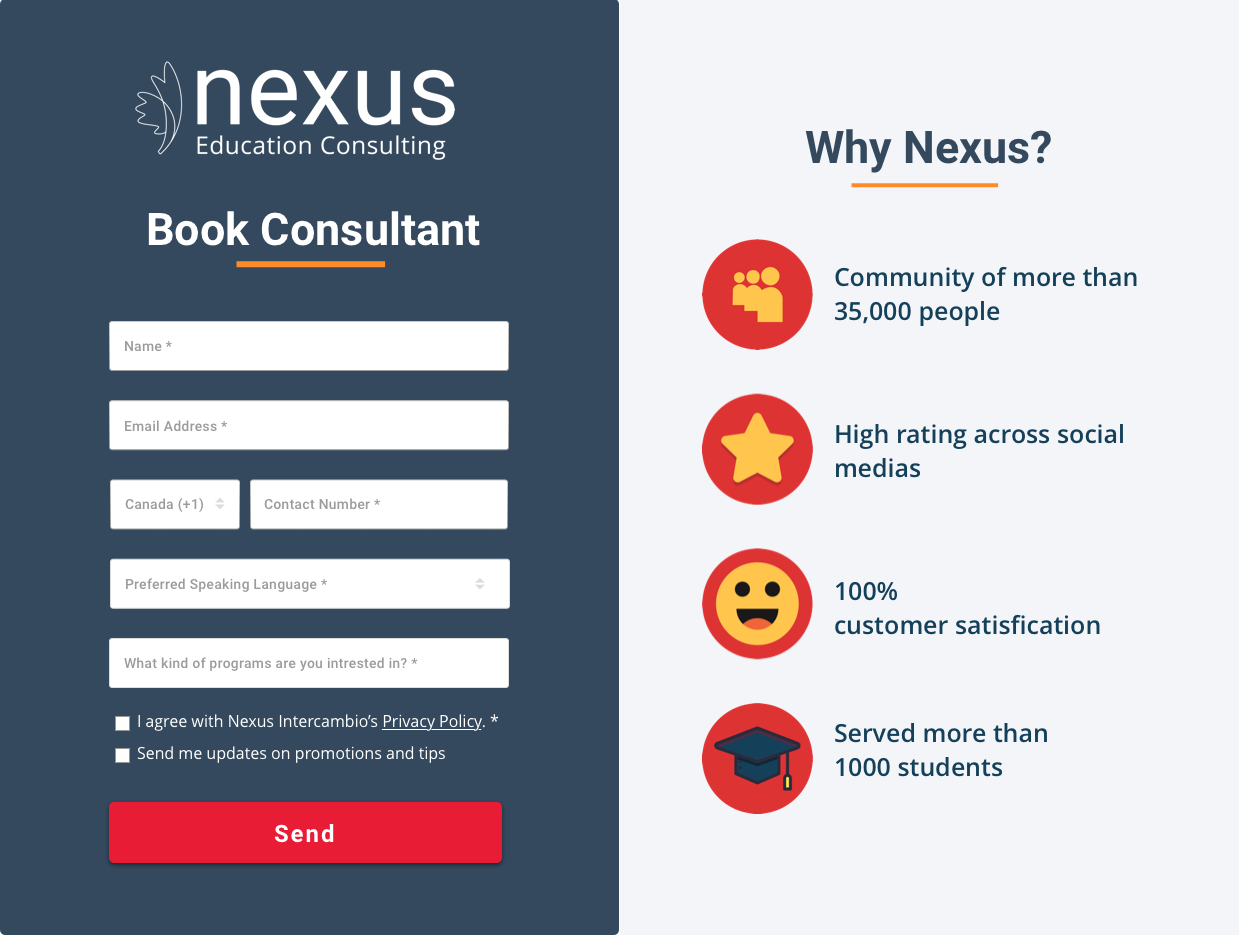 nexus
Education Consulting
Book Consultant
Name *
Email Address *
Canada (+1)
Contact Number *
Preferred Speaking Language *
What kind of programs are you intrested in? *
I agree with Nexus Intercambio’s Privacy Policy. *
Send me updates on promotions and tips
Send
Why Nexus?
Community of more than
35,000 people
High rating across social
medias
100%
customer satisfication
Served more than
1000 students